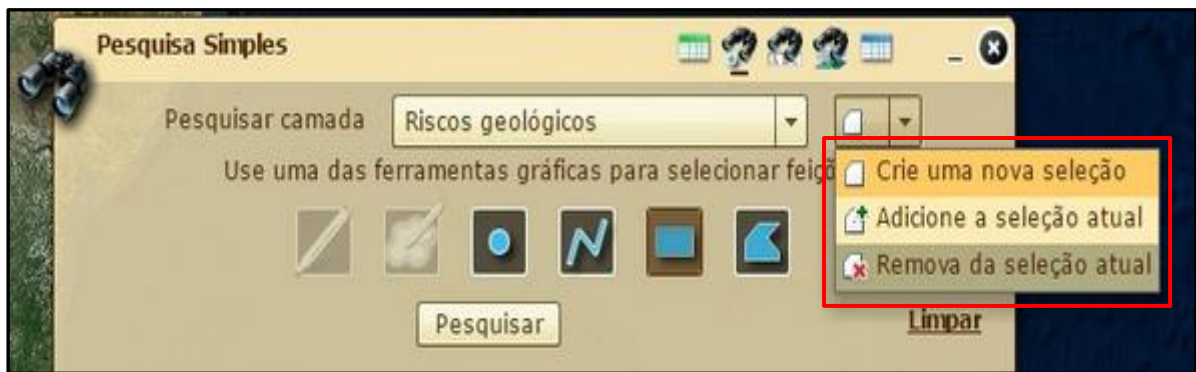 Pesquisa Simples
Pesquisar camada Riscos geológicos
Use uma das ferramentas gráficas para selecionar
Crie uma nova seleção
Adicione a seleção atual
Remova da seleção atual
Pesquisar
Limpar